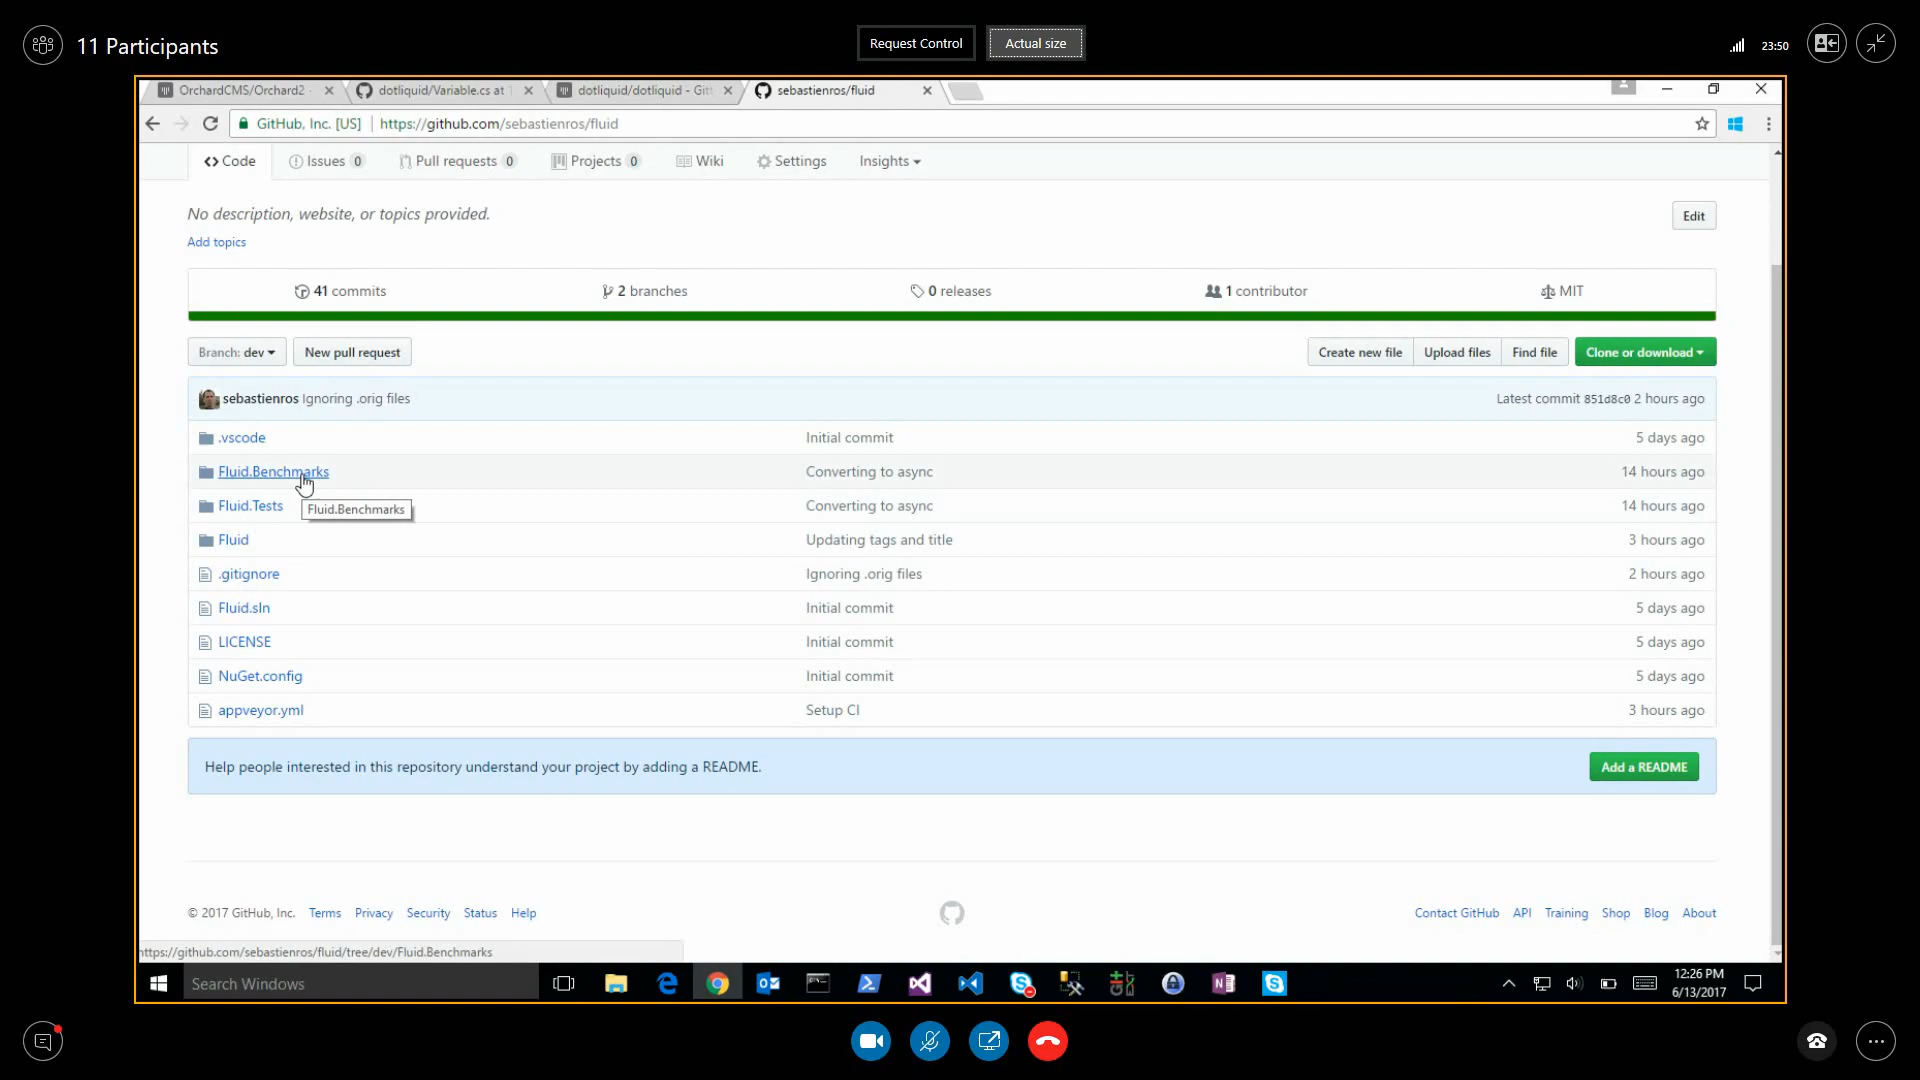 11 Participants
Request Control
Actual size
23:50
OrchardCMS/Orchard2 -
dotliquid/Variable.cs at
dotliquid/dotliquid - Gitt
sebastienros/fluid
GitHub, Inc. [US]
https://github.com/sebastienros/fluid
Code
Issues 0
Pull requests 0
Projects 0
Wiki
Settings
Insights
No description, website, or topics provided.
Edit
Add topics
41 commits
2 branches
0 releases
1 contributor
MIT
Branch: dev
New pull request
Create new file
Upload files
Find file
Clone or download
sebastienros Ignoring .orig files
Latest commit 851d8c0 2 hours ago
.vscode
Initial commit
5 days ago
Fluid.Benchmarks
Converting to async
14 hours ago
Fluid.Tests
Fluid.Benchmarks
Converting to async
14 hours ago
Fluid
Updating tags and title
3 hours ago
.gitignore
Ignoring .orig files
2 hours ago
Fluid.sln
Initial commit
5 days ago
LICENSE
Initial commit
5 days ago
NuGet.config
Initial commit
5 days ago
appveyor.yml
Setup CI
3 hours ago
Help people interested in this repository understand your project by adding a README.
Add a README
© 2017 GitHub, Inc.
Terms
Privacy
Security
Status
Help
Contact GitHub
API
Training
Shop
Blog
About
https://github.com/sebastienros/fluid/tree/dev/Fluid.Benchmarks
Search Windows
12:26 PM
6/13/2017